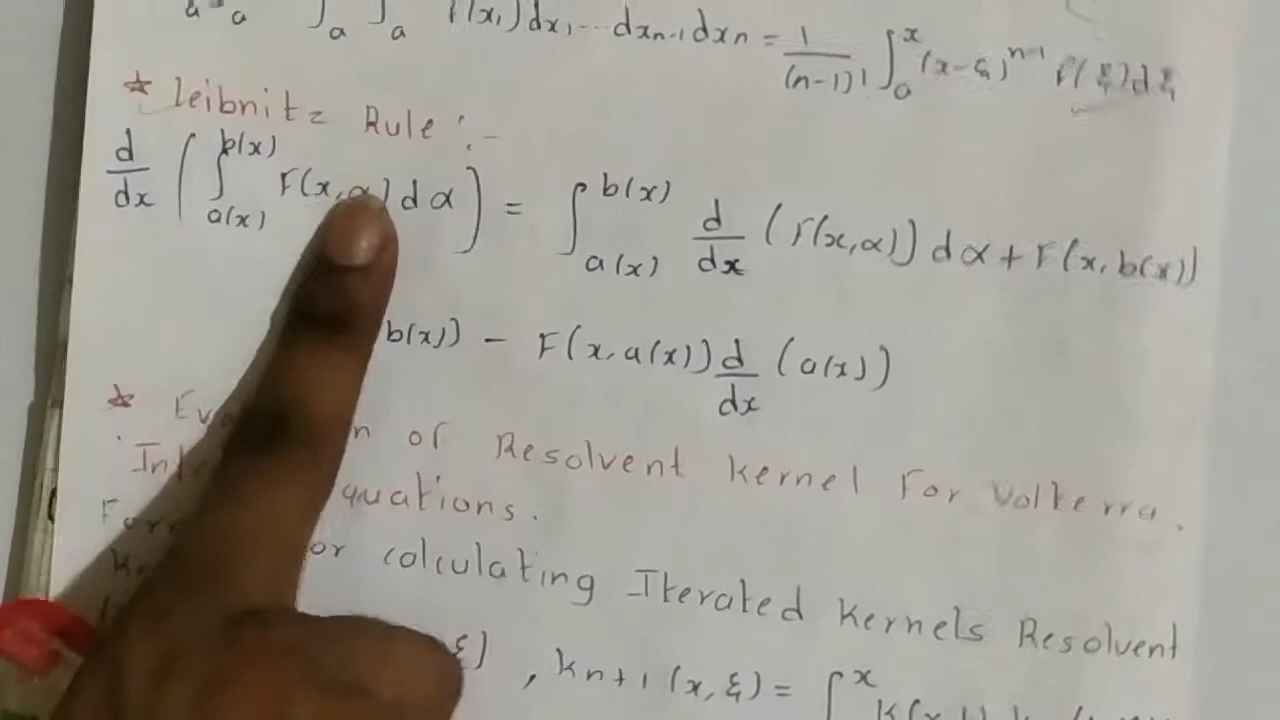 ∫a ∫a F(x₁)dx₁...dxn-1 dxn = 1/(n-1)! ∫a^x (x-ξ)^n-1 F(ξ)dξ
* Leibnitz Rule :-
d/dx (∫a(x)^b(x) F(x,α)dα) = ∫a(x)^b(x) d/dx (F(x,α))dα + F(x, b(x))
b(x)) - F(x, a(x)) d/dx (a(x))
* of Resolvent kernel For Volterra.
quations.
or calculating Iterated Kernels Resolvent
ξ) , kn+1 (x, ξ) = ∫^x